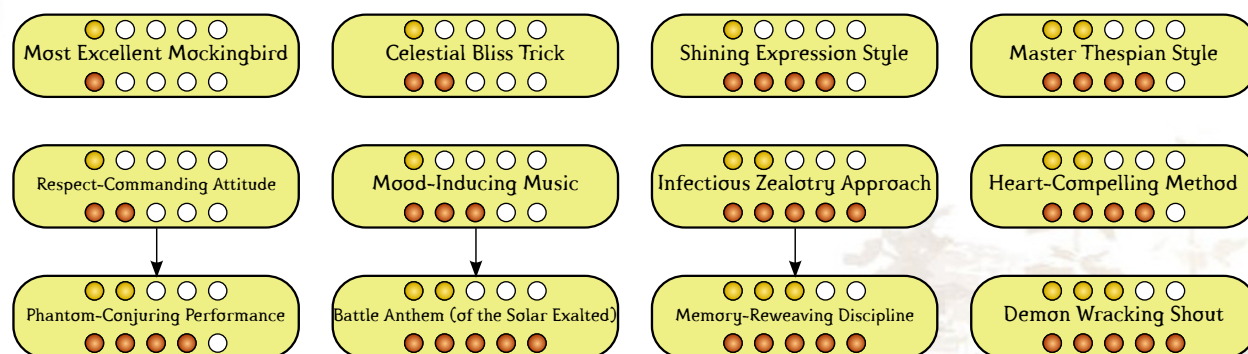 Most Excellent Mockingbird
Celestial Bliss Trick
Shining Expression Style
Master Thespian Style
Respect-Commanding Attitude
Mood-Inducing Music
Infectious Zealotry Approach
Heart-Compelling Method
Phantom-Conjuring Performance
Battle Anthem (of the Solar Exalted)
Memory-Reweaving Discipline
Demon Wracking Shout